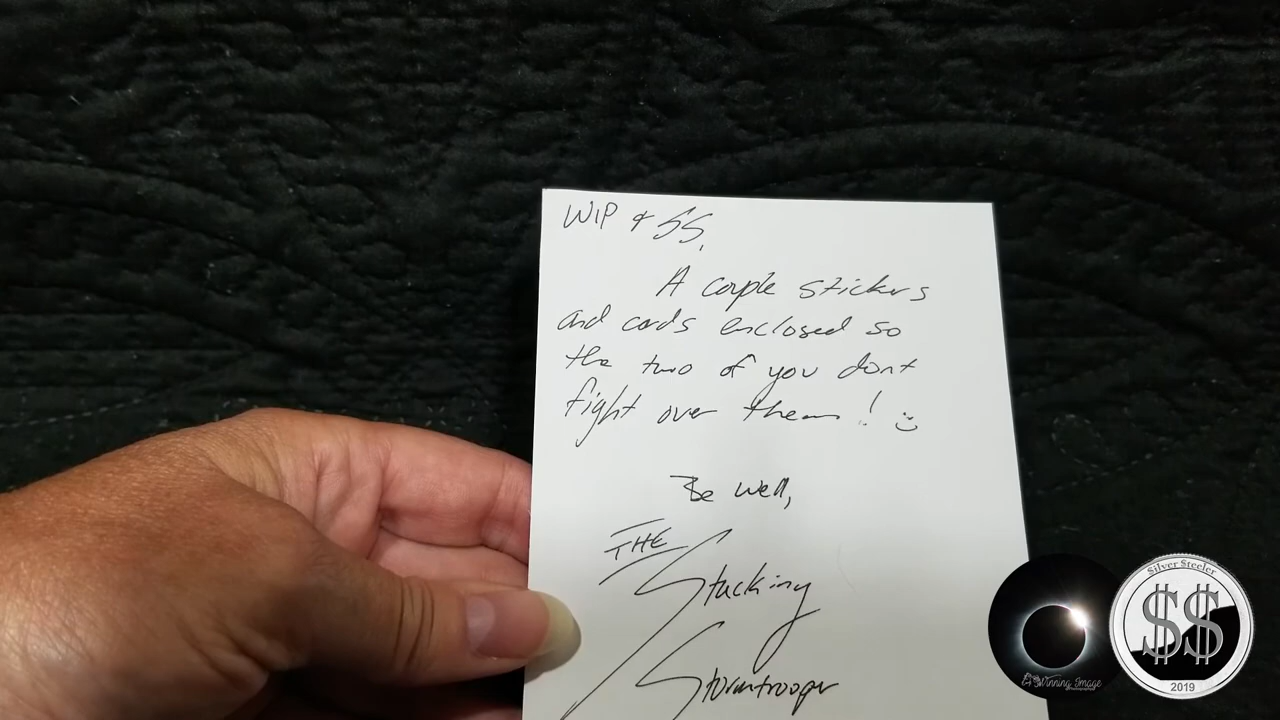 WIP & SS,
A couple stickers
and cards enclosed so
the two of you dont
fight over them! :)
Be well,
THE
Stacking
Stormtrooper
Silver Steeler
$$
2019
Winning Image